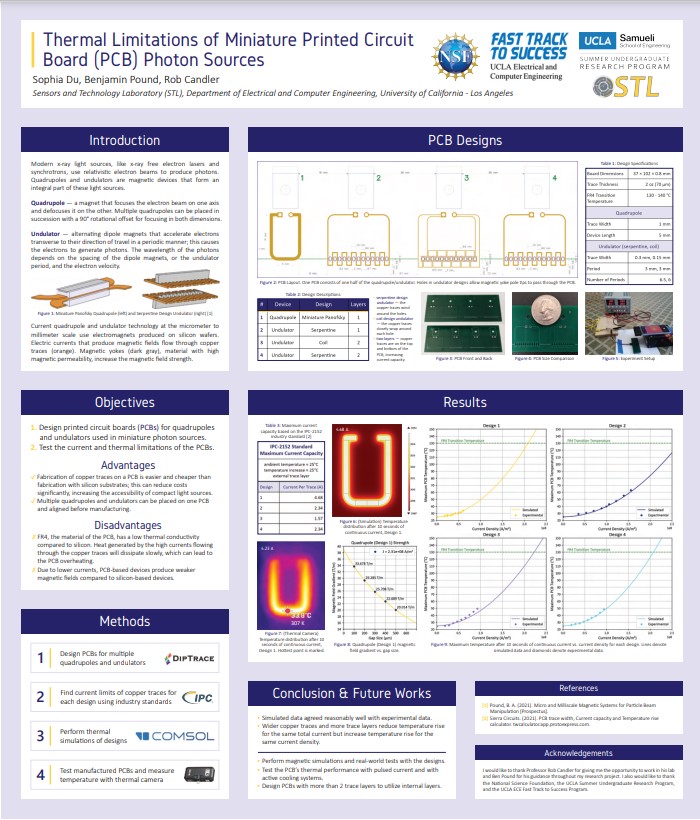 Thermal Limitations of Miniature Printed Circuit
Board (PCB) Photon Sources
Sophia Du, Benjamin Pound, Rob Candler
Sensors and Technology Laboratory (STL), Department of Electrical and Computer Engineering, University of California - Los Angeles
NSF
FAST TRACK
TO SUCCESS
UCLA Electrical and
Computer Engineering
UCLA Samueli
School of Engineering
SUMMER UNDERGRADUATE
RESEARCH PROGRAM
STL
Introduction
Modern x-ray light sources, like x-ray free electron lasers and
synchrotrons, use relativistic electron beams to produce photons.
Quadrupoles and undulators are magnetic devices that form an
integral part of these light sources.
Quadrupole — a magnet that focuses the electron beam on one axis
and defocuses it on the other. Multiple quadrupoles can be placed in
succession with a 90° rotational offset for focusing in both dimensions.
Undulator — alternating dipole magnets that accelerate electrons
transverse to their direction of travel in a periodic manner; this causes
the electrons to generate photons. The wavelength of the photons
depends on the spacing of the dipole magnets, or the undulator
period, and the electron velocity.
Figure 1: Miniature Panofsky Quadrupole (left) and Serpentine Design Undulator (right) [1]
Current quadrupole and undulator technology at the micrometer to
millimeter scale use electromagnets produced on silicon wafers.
Electric currents that produce magnetic fields flow through copper
traces (orange). Magnetic yokes (dark gray), material with high
magnetic permeability, increase the magnetic field strength.
PCB Designs
1
2
3
4
Figure 2: PCB Layout. One PCB consists of one half of the quadrupole/undulator. Holes in undulator designs allow magnetic yoke pole tips to pass through the PCB.
Table 1: Design Specifications
Board Dimensions 37 × 102 × 0.8 mm
Trace Thickness 2 oz (70 μm)
FR4 Transition
Temperature 130 - 140 °C
Quadrupole
Trace Width 1 mm
Device Length 5 mm
Undulator (serpentine, coil)
Trace Width 0.3 mm, 0.15 mm
Period 3 mm, 3 mm
Number of Periods 6.5, 6
Table 2: Design Descriptions
# Device Design Layers
1 Quadrupole Miniature Panofsky 1
2 Undulator Serpentine 1
3 Undulator Coil 2
4 Undulator Serpentine 2
serpentine design
undulator — the
copper traces wind
around the holes
coil design undulator
— the copper traces
closely wrap around
each hole
two layers — copper
traces are on the top
and bottom of the
PCB, increasing
current capacity
Figure 3: PCB Front and Back
Figure 4: PCB Size Comparison
Figure 5: Experiment Setup
Objectives
1. Design printed circuit boards (PCBs) for quadrupoles
and undulators used in miniature photon sources.
2. Test the current and thermal limitations of the PCBs.
Advantages
✓ Fabrication of copper traces on a PCB is easier and cheaper than
fabrication with silicon substrates; this can reduce costs
significantly, increasing the accessibility of compact light sources.
✓ Multiple quadrupoles and undulators can be placed on one PCB
and aligned before manufacturing.
Disadvantages
✗ FR4, the material of the PCB, has a low thermal conductivity
compared to silicon. Heat generated by the high currents flowing
through the copper traces will dissipate slowly, which can lead to
the PCB overheating.
✗ Due to lower currents, PCB-based devices produce weaker
magnetic fields compared to silicon-based devices.
Methods
1 Design PCBs for multiple
quadrupoles and undulators
DIPTRACE
2 Find current limits of copper traces for
each design using industry standards
IPC
3 Perform thermal
simulations of designs
COMSOL
4 Test manufactured PCBs and measure
temperature with thermal camera
Results
Table 3: Maximum current
capacity based on the IPC-2152
industry standard [2]
IPC-2152 Standard
Maximum Current Capacity
ambient temperature = 25°C
temperature increase = 25°C
external trace layer
Design Current Per Trace (A)
1 4.68
2 2.34
3 1.57
4 2.34
Figure 6: (Simulation) Temperature
distribution after 10 seconds of
continuous current, Design 1.
5.23 A
307 K
Figure 7: (Thermal Camera)
Temperature distribution after 10
seconds of continuous current,
Design 1. Hottest point is marked.
Quadrupole (Design 1) Strength
Magnetic Field Gradient (T/m)
Gap Size (μm)
Figure 8: Quadrupole (Design 1) magnetic
field gradient vs. gap size.
Design 1
Design 2
Design 3
Design 4
FR4 Transition Temperature
Maximum PCB Temperature (°C)
Current Density (A/m²)
Simulated
Experimental
Figure 9: Maximum temperature after 10 seconds of continuous current vs. current density for each design. Lines denote
simulated data and diamonds denote experimental data.
Conclusion & Future Works
• Simulated data agreed reasonably well with experimental data.
• Wider copper traces and more trace layers reduce temperature rise
for the same total current but increase temperature rise for the
same current density.
• Perform magnetic simulations and real-world tests with the designs.
• Test the PCB's thermal performance with pulsed current and with
active cooling systems.
• Design PCBs with more than 2 trace layers to utilize internal layers.
References
[1] Pound, B. A. (2021). Micro and Milliscale Magnetic Systems for Particle Beam
Manipulation [Prospectus].
[2] Sierra Circuits. (2021). PCB trace width, Current capacity and Temperature rise
calculator. twcalculator.app.protoexpress.com
Acknowledgements
I would like to thank Professor Rob Candler for giving me the opportunity to work in his lab
and Ben Pound for his guidance throughout my research project. I also would like to thank
the National Science Foundation, the UCLA Summer Undergraduate Research Program,
and the UCLA ECE Fast Track to Success Program.